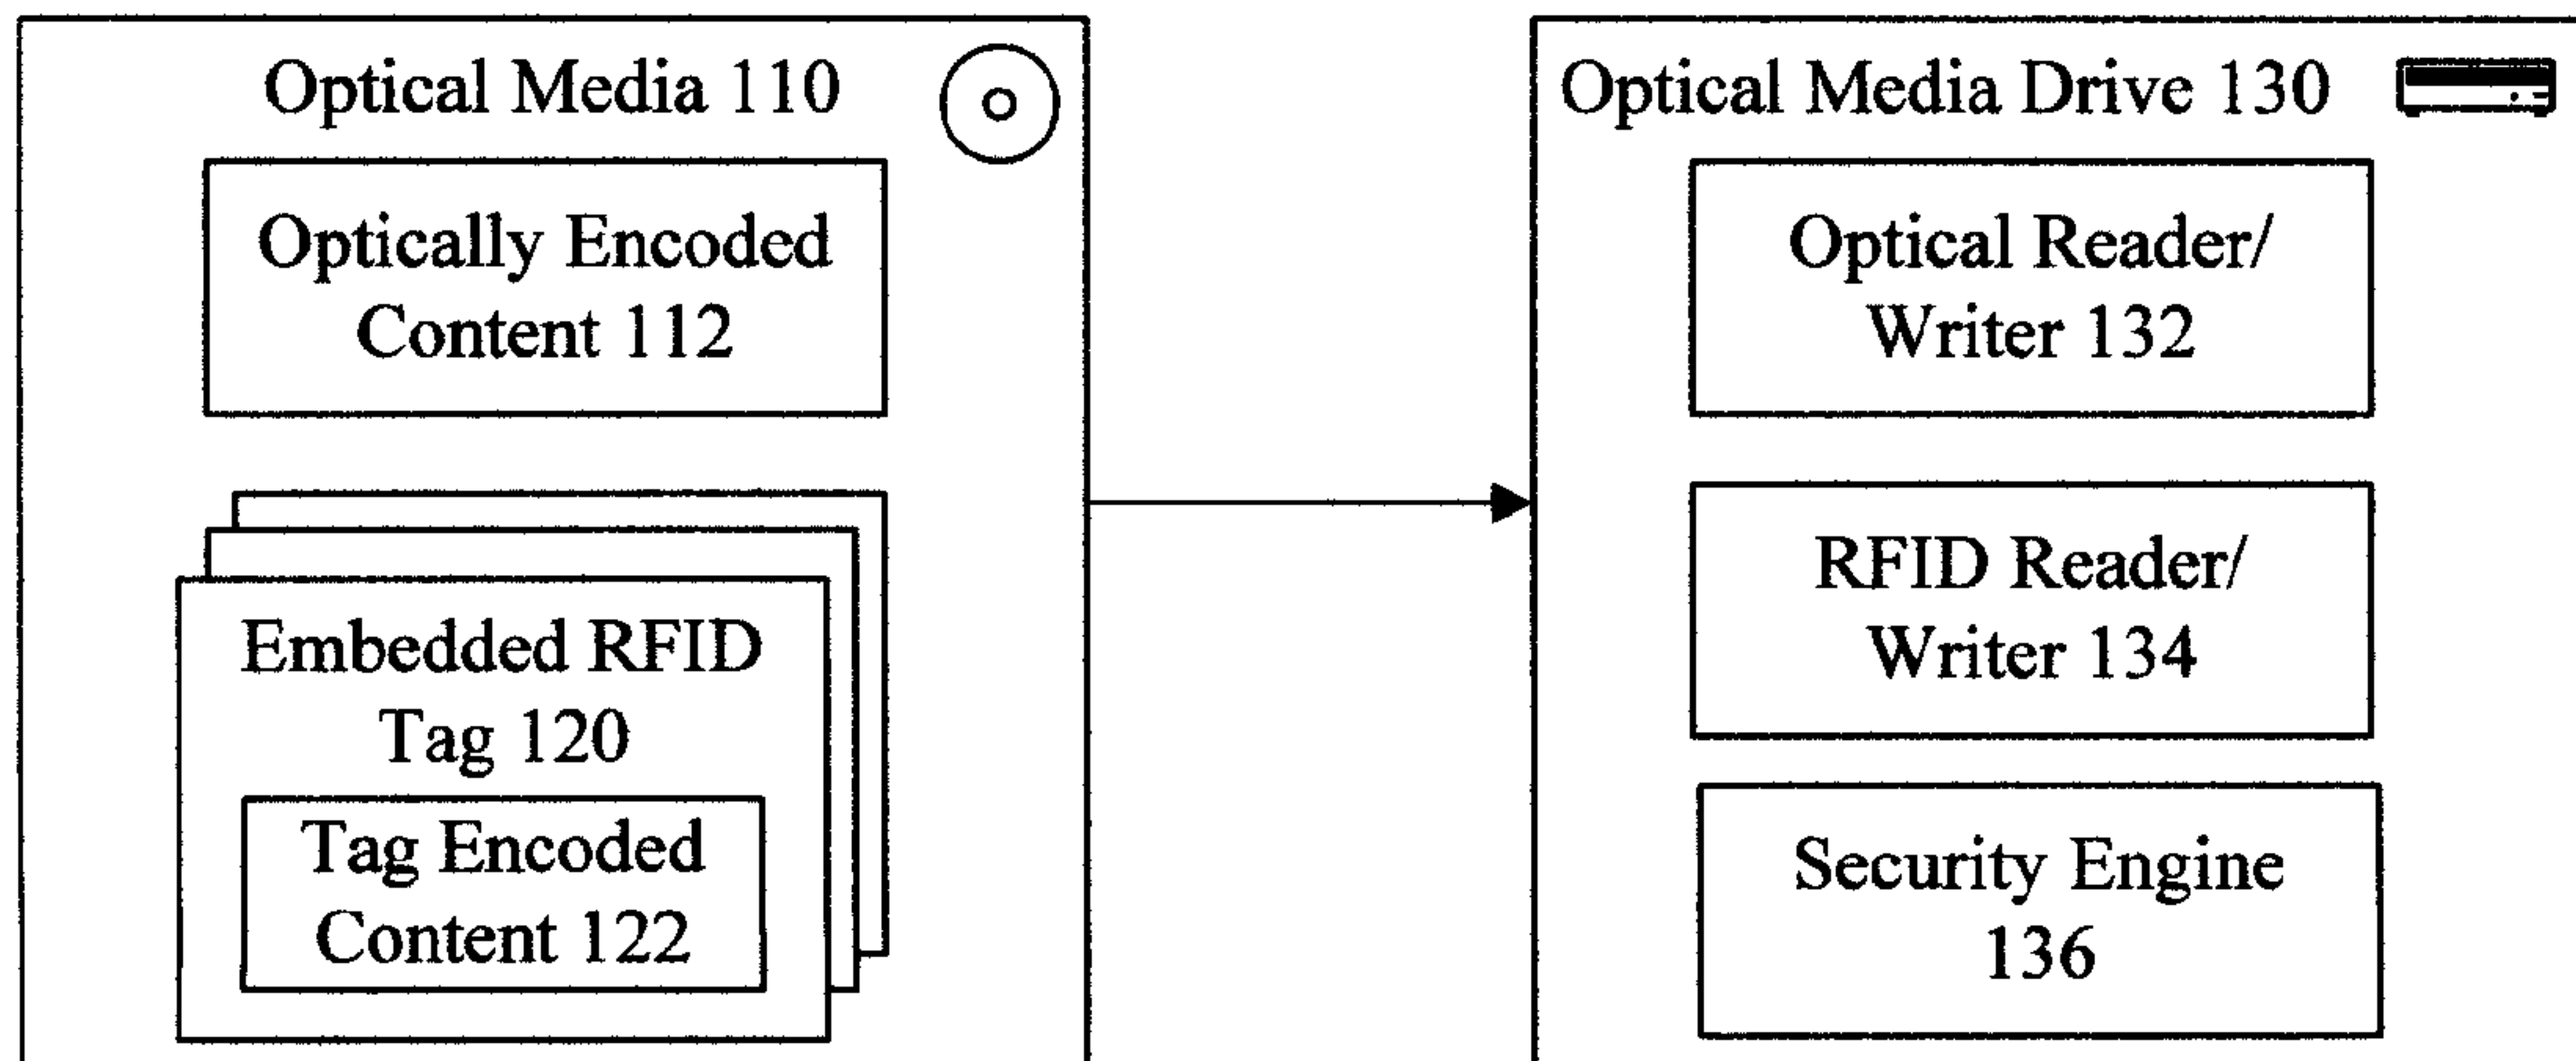 Optical Media 110
Optically Encoded
Content 112
Embedded RFID
Tag 120
Tag Encoded
Content 122
Optical Media Drive 130
Optical Reader/
Writer 132
RFID Reader/
Writer 134
Security Engine
136